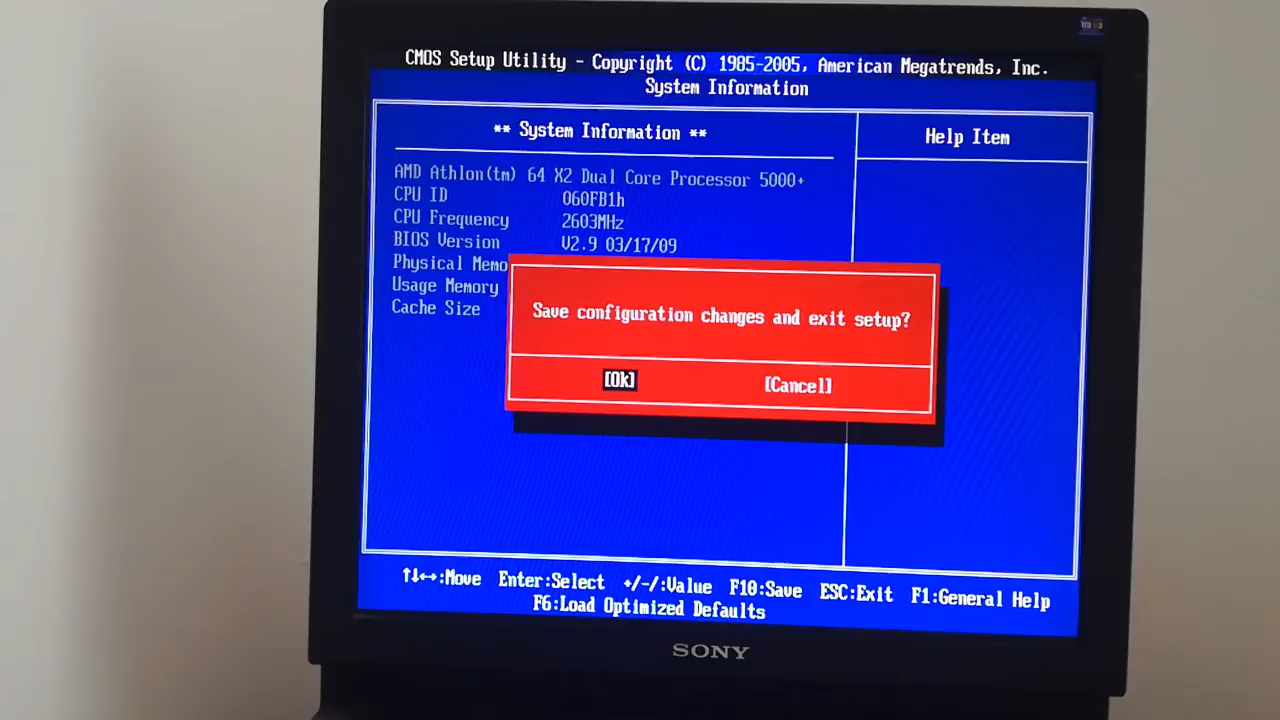 CMOS Setup Utility - Copyright (C) 1985-2005, American Megatrends, Inc.
System Information
** System Information **
Help Item
AMD Athlon(tm) 64 X2 Dual Core Processor 5000+
CPU ID 060FB1h
CPU Frequency 2603MHz
BIOS Version V2.9 03/17/09
Physical Memo
Usage Memory
Cache Size
Save configuration changes and exit setup?
[Ok] [Cancel]
↑↓←→:Move Enter:Select +/-/:Value F10:Save ESC:Exit F1:General Help
F6:Load Optimized Defaults
SONY